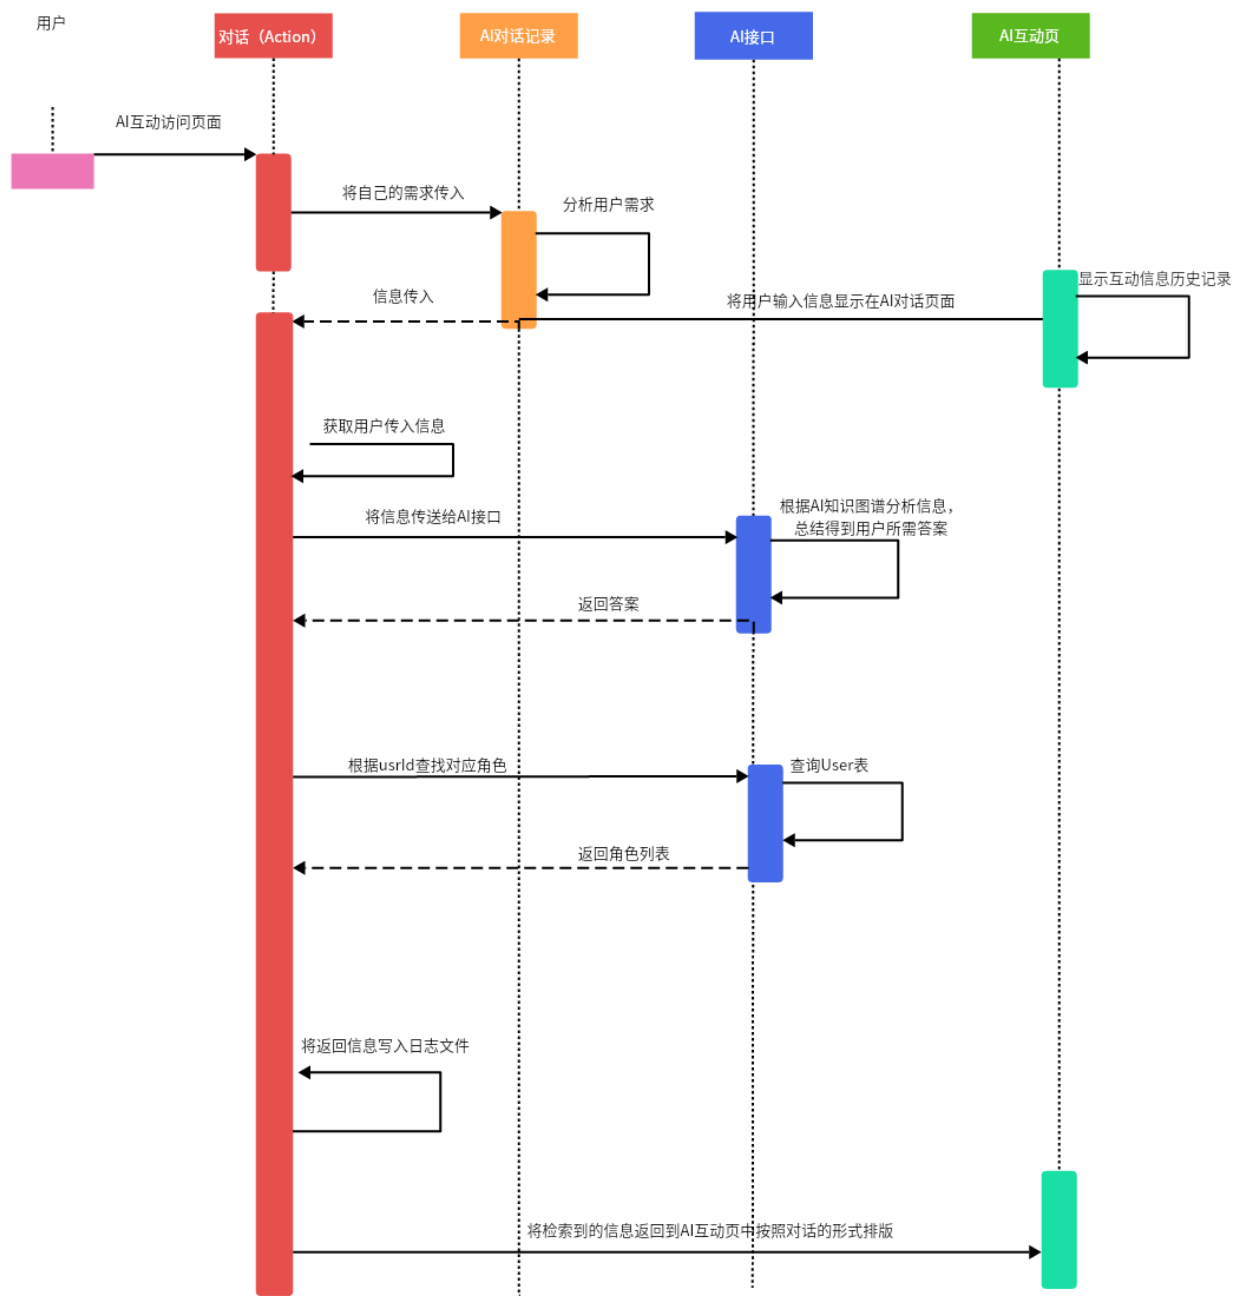 用户
对话（Action）
AI对话记录
AI接口
AI互动页
AI互动访问页面
将自己的需求传入
分析用户需求
显示互动信息历史记录
信息传入
将用户输入信息显示在AI对话页面
获取用户传入信息
根据AI知识图谱分析信息，
总结得到用户所需答案
将信息传送给AI接口
返回答案
根据usrId查找对应角色
查询User表
返回角色列表
将返回信息写入日志文件
将检索到的信息返回到AI互动页中按照对话的形式排版